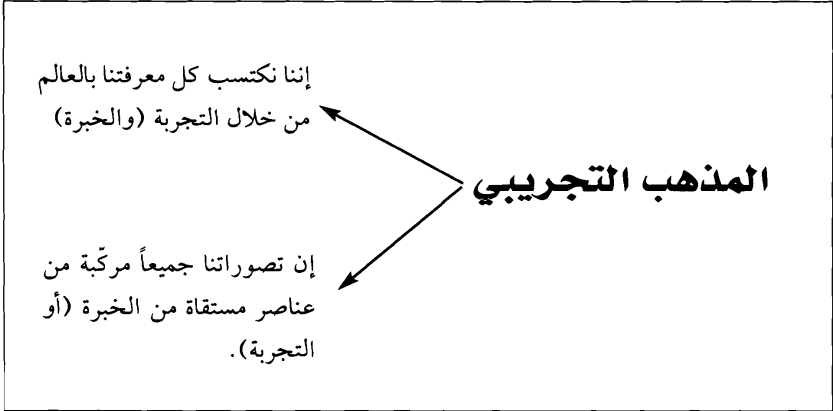 المذهب التجريبي
إننا نكتسب كل معرفتنا بالعالم
من خلال التجربة (والخبرة)
إن تصوراتنا جميعاً مركّبة من
عناصر مستقاة من الخبرة (أو
التجربة).